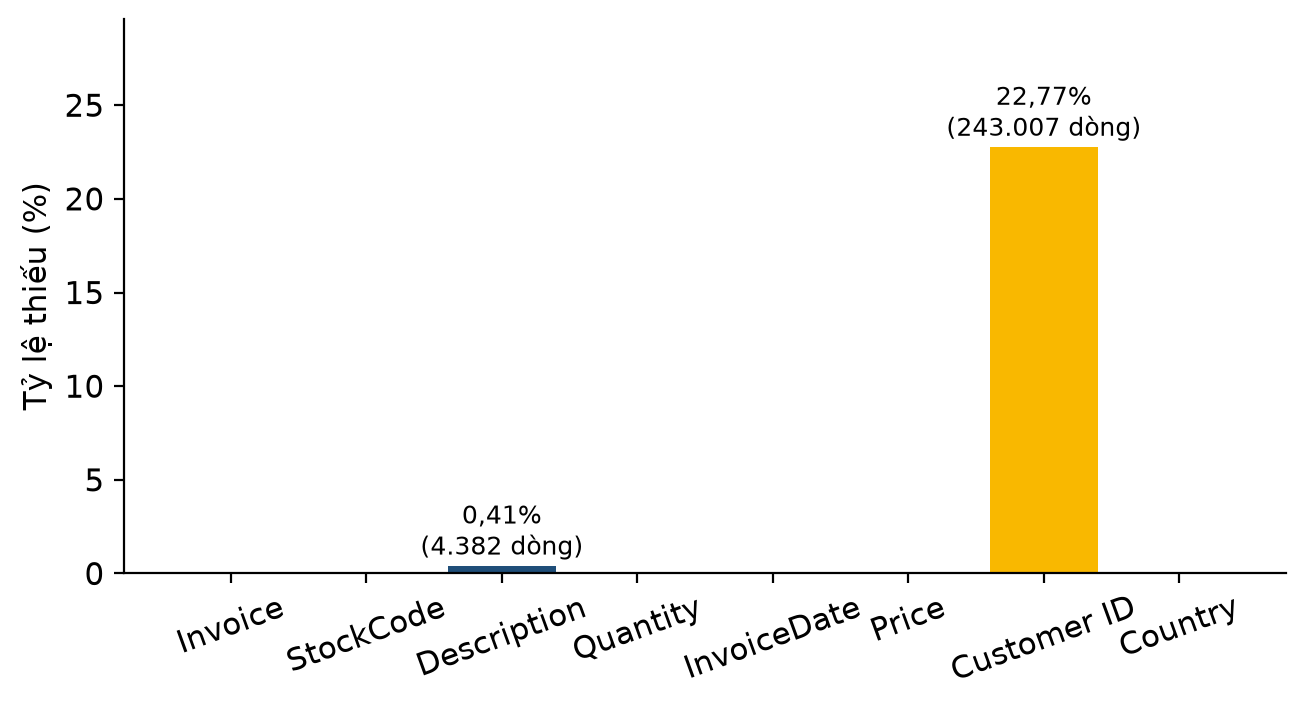 Tỷ lệ thiếu (%)
25
20
15
10
5
0
22,77%
(243.007 dòng)
0,41%
(4.382 dòng)
Invoice
StockCode
Description
Quantity
InvoiceDate
Price
Customer ID
Country